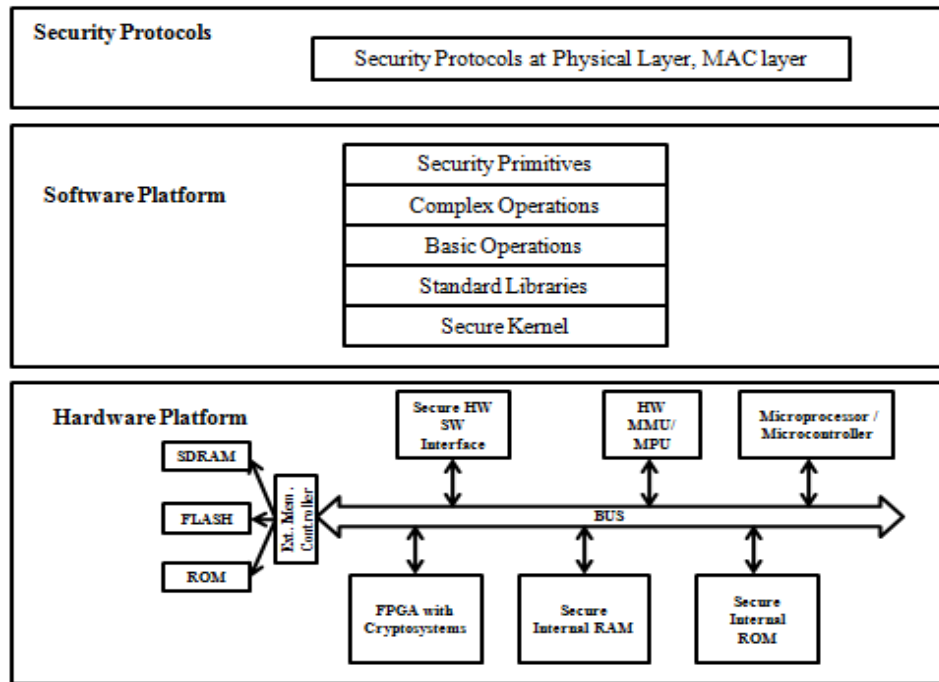 Security Protocols
Security Protocols at Physical Layer, MAC layer
Software Platform
Security Primitives
Complex Operations
Basic Operations
Standard Libraries
Secure Kernel
Hardware Platform
Secure HW
SW
Interface
HW
MMU/
MPU
Microprocessor /
Microcontroller
SDRAM
FLASH
ROM
Ext. Mem.
Controller
BUS
FPGA with
Cryptosystems
Secure
Internal RAM
Secure
Internal
ROM